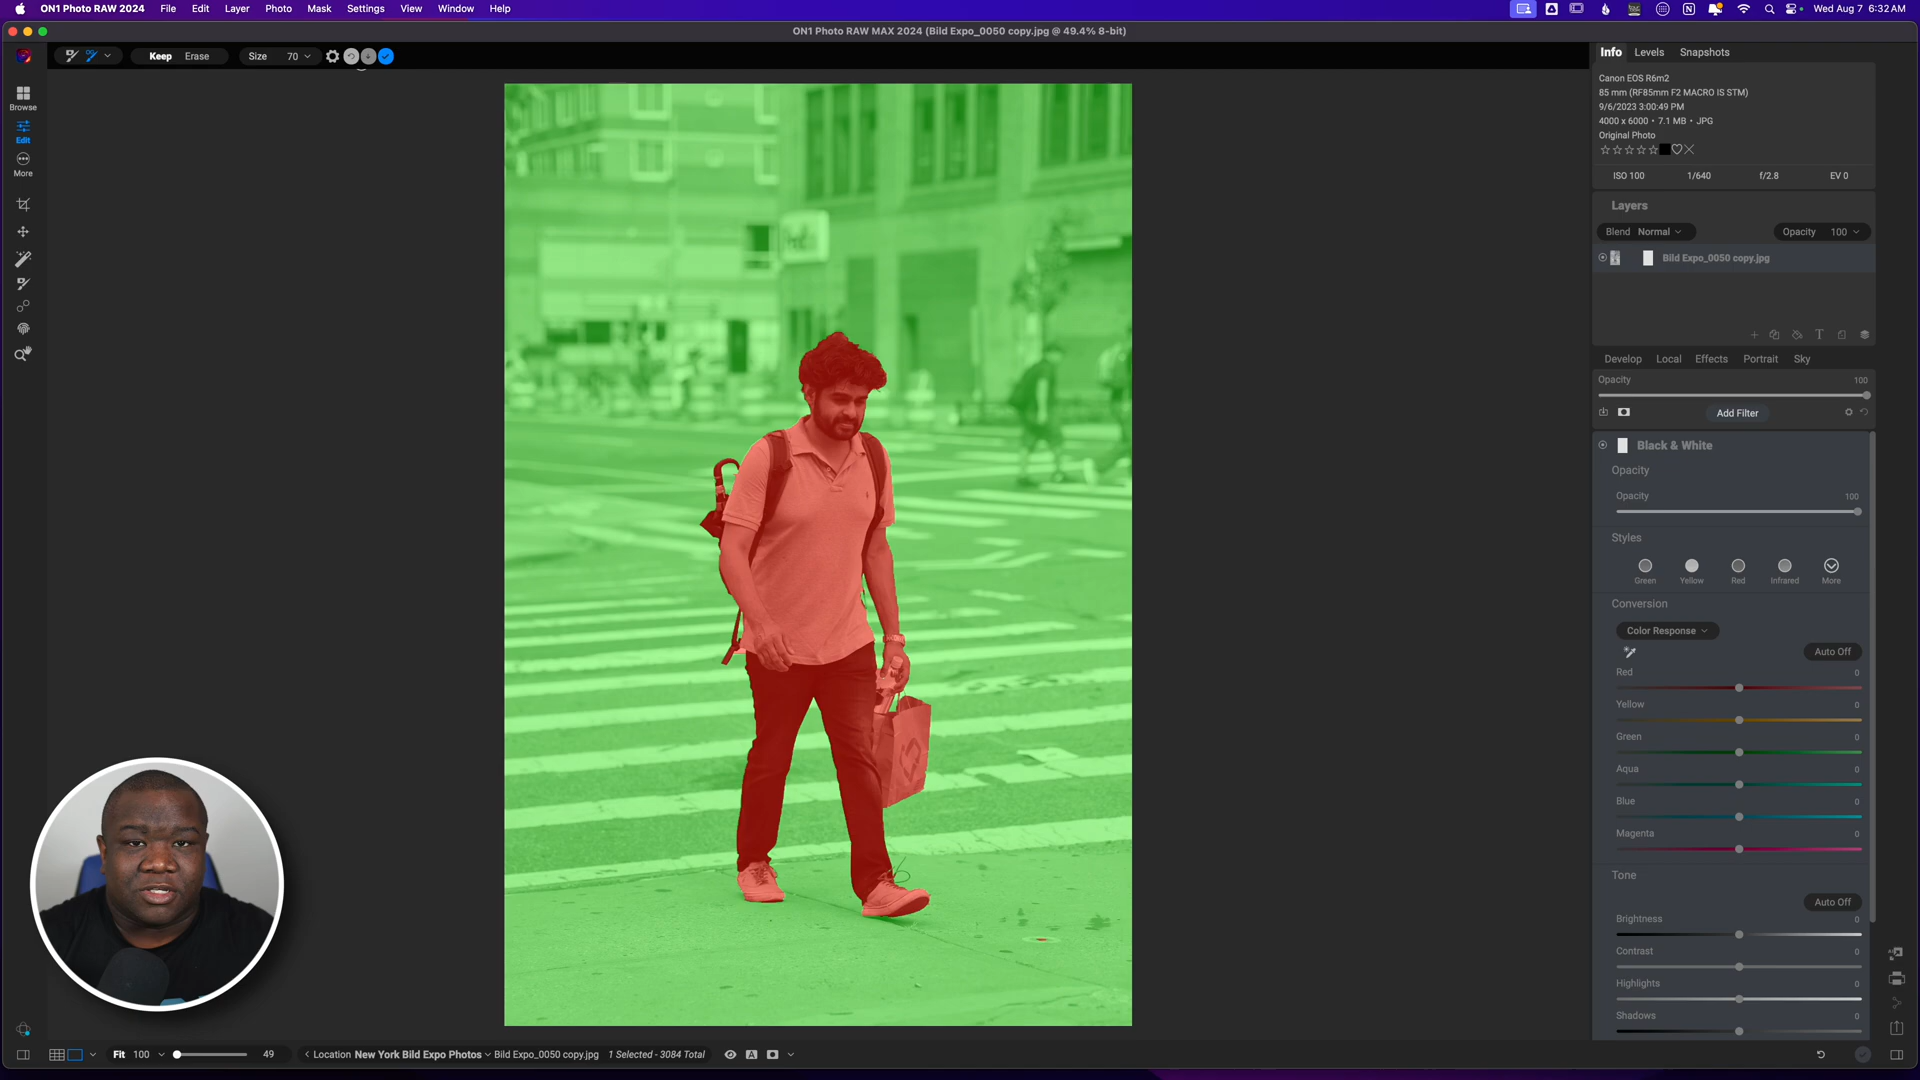 ON1 Photo RAW MAX 2024 File Edit Layer Photo Mask Settings View Window Help
Wed Aug 7 6:32 AM
ON1 Photo RAW MAX 2024 (Bild Expo_0050 copy.jpg @ 49.4% 8-bit)
Keep Erase Size 70
Browse
Edit
More
Info Levels Snapshots
Canon EOS R6m2
85 mm (RF85mm F2 MACRO IS STM)
9/6/2023 3:00:49 PM
4000 x 6000 • 7.1 MB • JPG
Original Photo
ISO 100 1/640 f/2.8 EV 0
Layers
Blend Normal Opacity 100
Bild Expo_0050 copy.jpg
Develop Local Effects Portrait Sky
Opacity 100
Add Filter
Black & White
Opacity
Opacity 100
Styles
Green Yellow Red Infrared More
Conversion
Color Response
Auto Off
Red 0
Yellow 0
Green 0
Aqua 0
Blue 0
Magenta 0
Tone
Auto Off
Brightness 0
Contrast 0
Highlights 0
Shadows 0
Fit 100 49 Location New York Bild Expo Photos Bild Expo_0050 copy.jpg 1 Selected - 3084 Total A